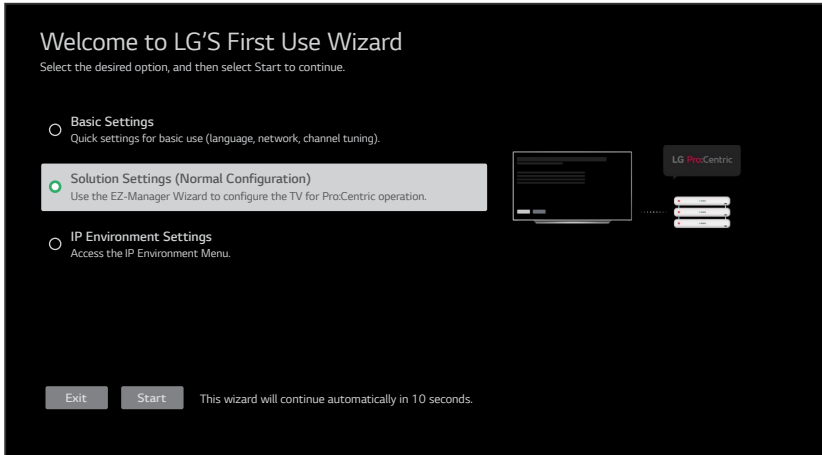 Welcome to LG'S First Use Wizard
Select the desired option, and then select Start to continue.
Basic Settings
Quick settings for basic use (language, network, channel tuning).
Solution Settings (Normal Configuration)
Use the EZ-Manager Wizard to configure the TV for Pro:Centric operation.
IP Environment Settings
Access the IP Environment Menu.
LG Pro:Centric
Exit
Start
This wizard will continue automatically in 10 seconds.